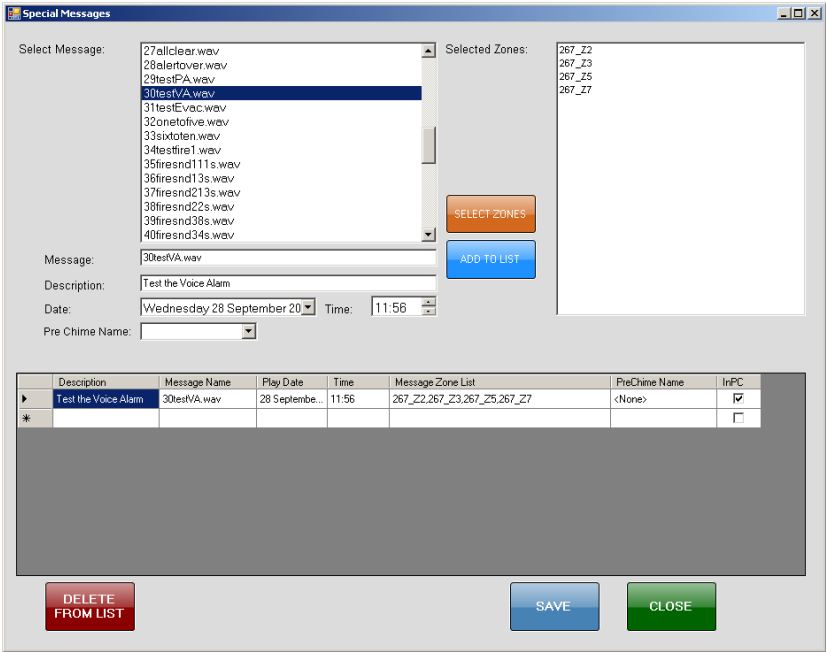 Special Messages
Select Message:
27allclear.wav
28alertover.wav
29testPA.wav
30testVA.wav
31testEvac.wav
32onetofive.wav
33sixtoten.wav
34testfire1.wav
35firesnd111s.wav
36firesnd13s.wav
37firesnd213s.wav
38firesnd22s.wav
39firesnd38s.wav
40firesnd34s.wav
Selected Zones:
267_Z2
267_Z3
267_Z5
267_Z7
SELECT ZONES
ADD TO LIST
Message: 30testVA.wav
Description: Test the Voice Alarm
Date: Wednesday 28 September 20 Time: 11:56
Pre Chime Name:
Description Message Name Play Date Time Message Zone List PreChime Name InPC
Test the Voice Alarm 30testVA.wav 28 Septembe... 11:56 267_Z2,267_Z3,267_Z5,267_Z7 <None>
DELETE
FROM LIST
SAVE
CLOSE